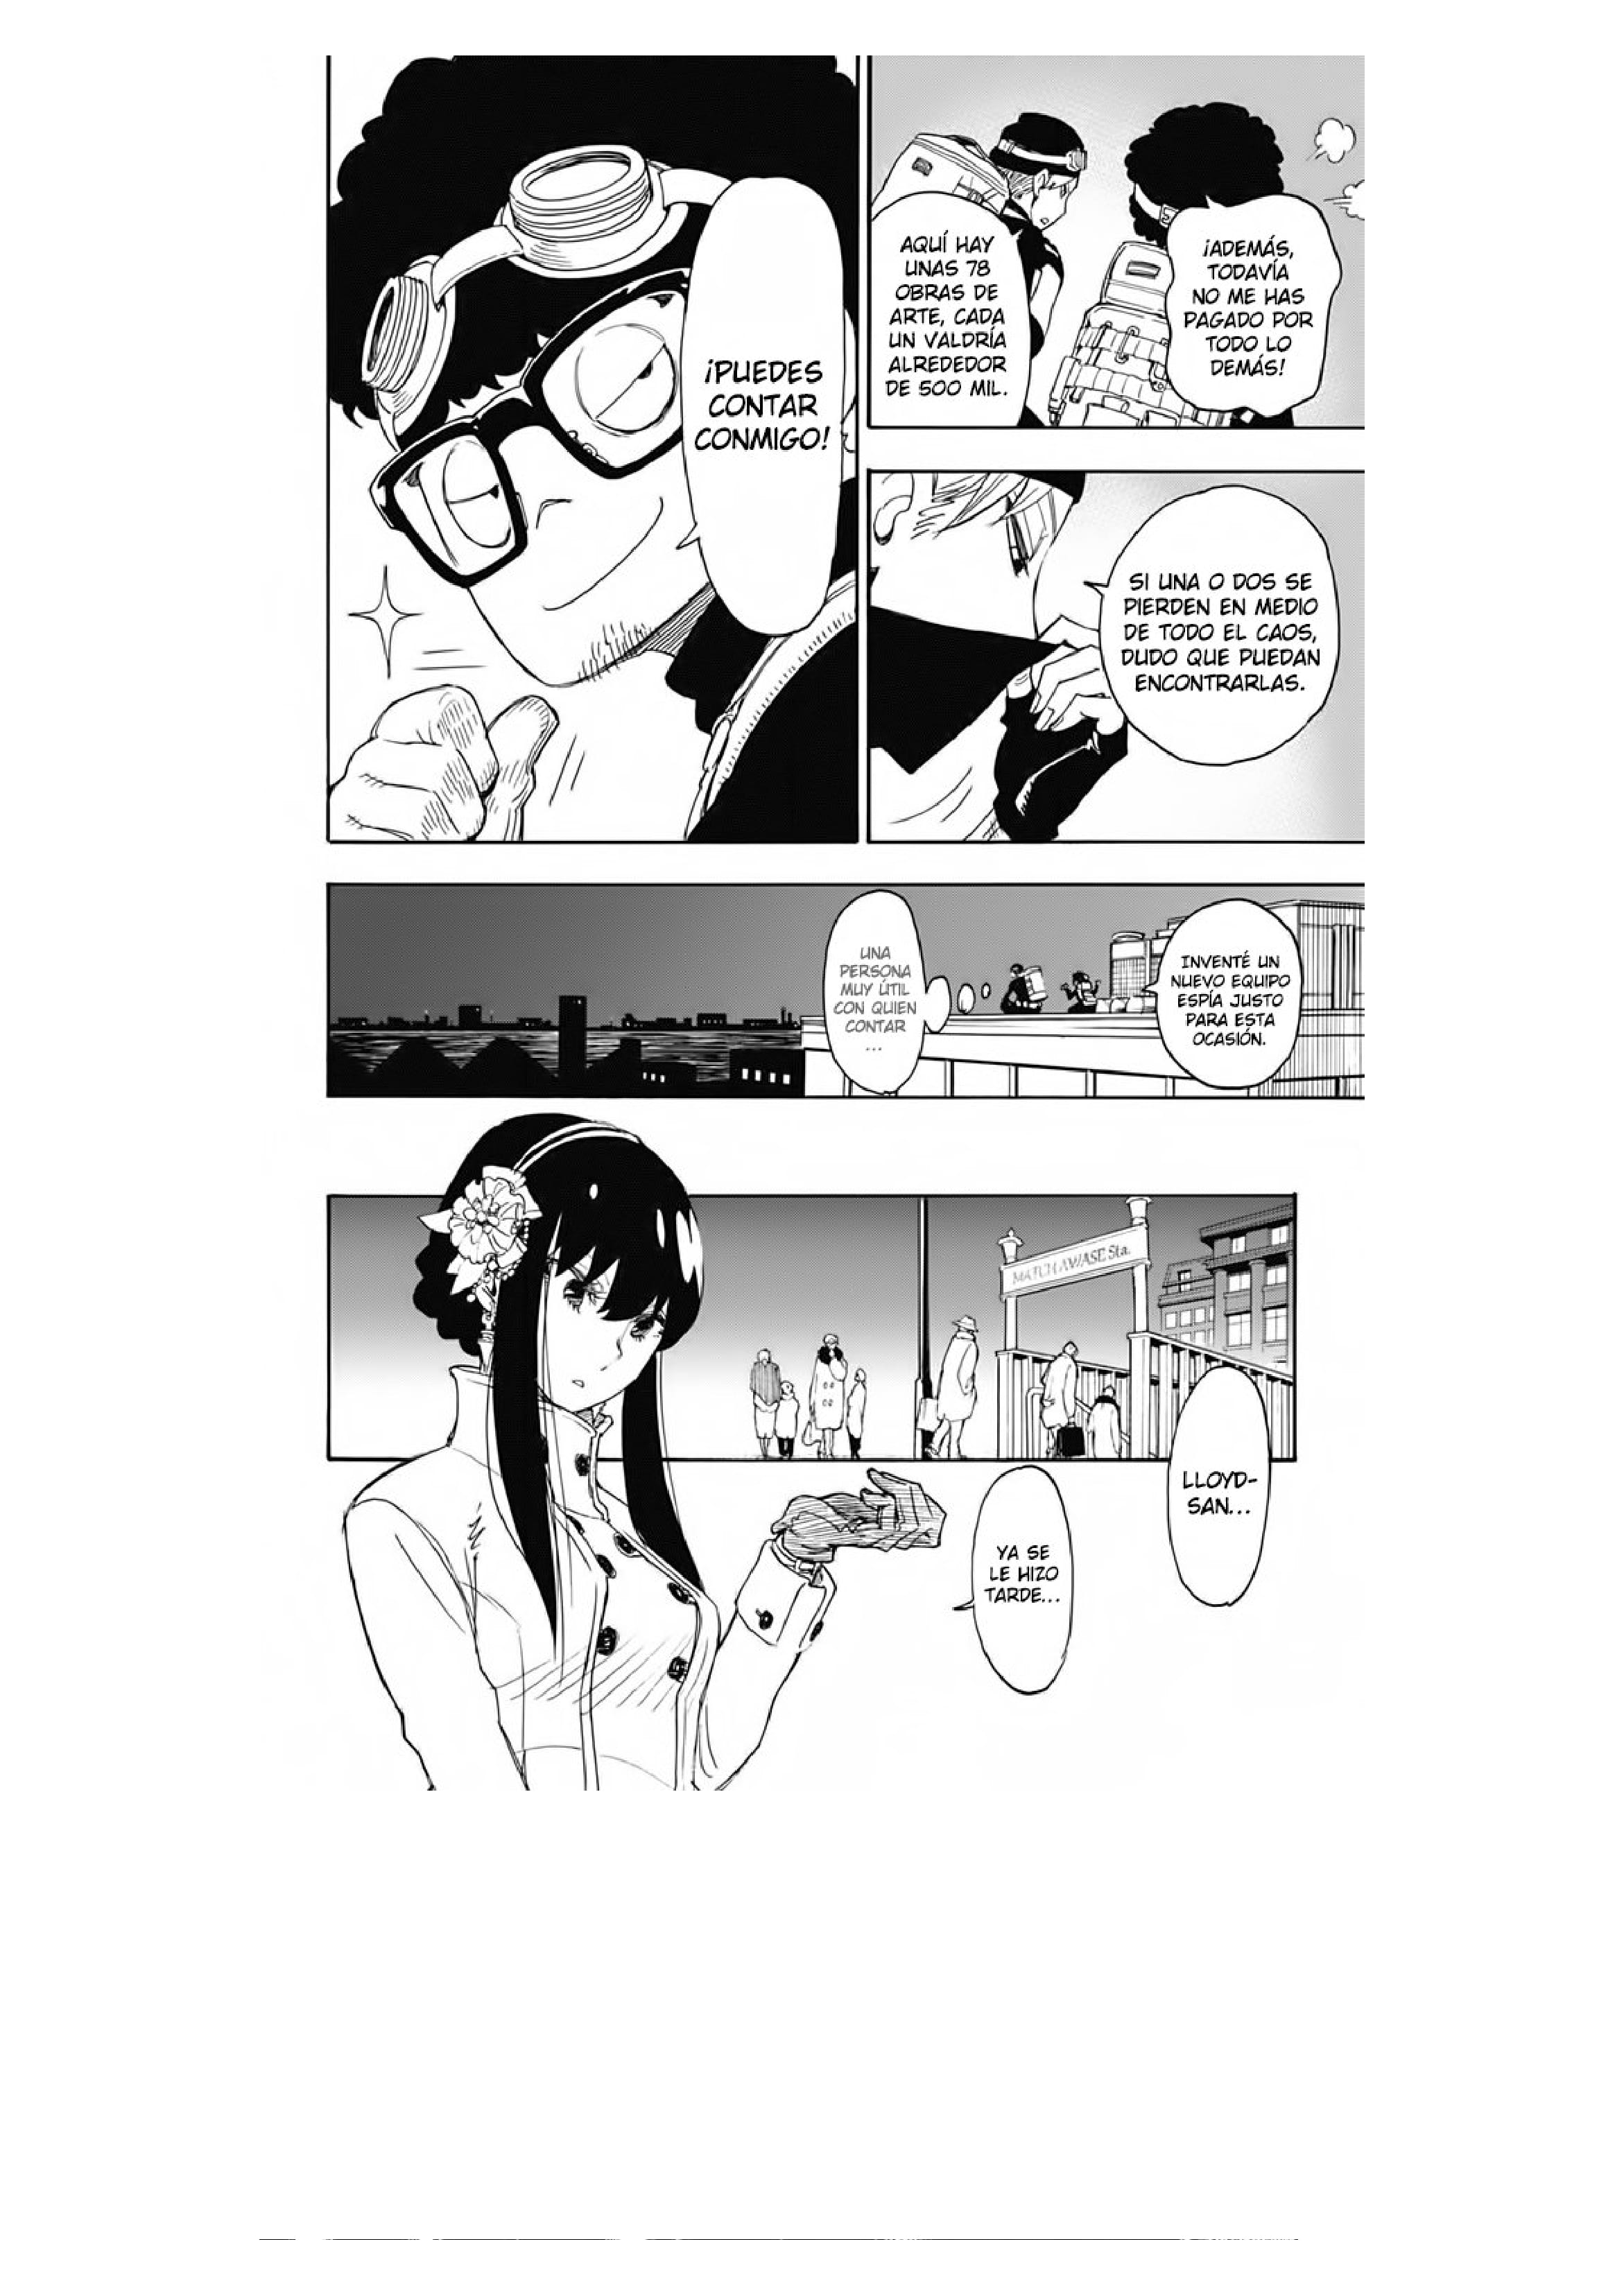 ¡ADEMÁS,
TODAVÍA
NO ME HAS
PAGADO POR
TODO LO
DEMÁS!
AQUÍ HAY
UNAS 78
OBRAS DE
ARTE, CADA
UN VALDRÍA
ALREDEDOR
DE 500 MIL.
SI UNA O DOS SE
PIERDEN EN MEDIO
DE TODO EL CAOS,
DUDO QUE PUEDAN
ENCONTRARLAS.
¡PUEDES
CONTAR
CONMIGO!
INVENTÉ UN
NUEVO EQUIPO
ESPÍA JUSTO
PARA ESTA
OCASIÓN.
UNA
PERSONA
MUY ÚTIL
CON QUIEN
CONTAR
...
MATCHAWASE Sta.
LLOYD-
SAN...
YA SE
LE HIZO
TARDE...